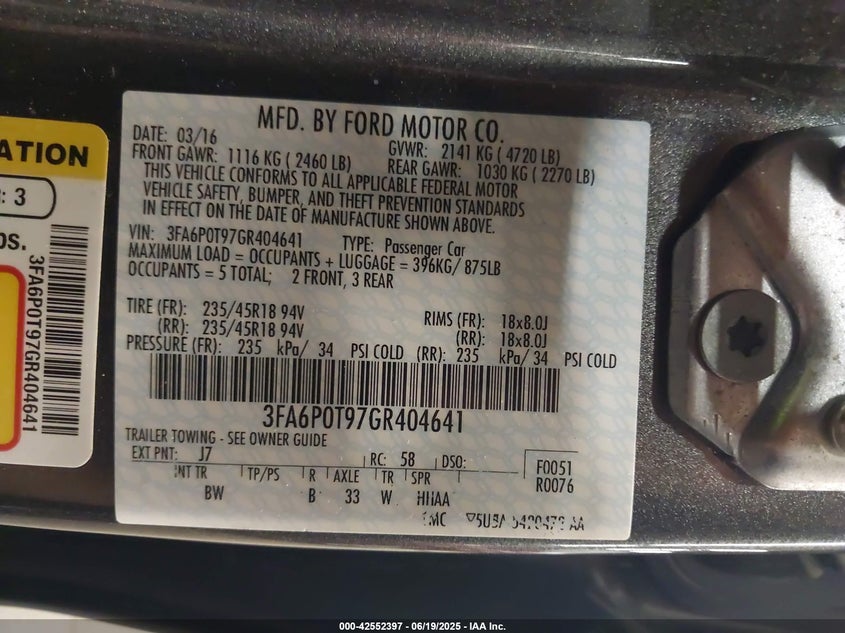 MFD. BY FORD MOTOR CO.
DATE: 03/16
GVWR: 2141 KG ( 4720 LB)
FRONT GAWR: 1116 KG ( 2460 LB)
REAR GAWR: 1030 KG ( 2270 LB)
THIS VEHICLE CONFORMS TO ALL APPLICABLE FEDERAL MOTOR
VEHICLE SAFETY, BUMPER, AND THEFT PREVENTION STANDARDS
IN EFFECT ON THE DATE OF MANUFACTURE SHOWN ABOVE.
VIN: 3FA6P0T97GR404641 TYPE: Passenger Car
MAXIMUM LOAD = OCCUPANTS + LUGGAGE = 396KG/ 875LB
OCCUPANTS = 5 TOTAL; 2 FRONT, 3 REAR
TIRE (FR): 235/45R18 94V RIMS (FR): 18x8.0J
(RR): 235/45R18 94V (RR): 18x8.0J
PRESSURE (FR): 235 kPa/ 34 PSI COLD (RR): 235 kPa/ 34 PSI COLD
3FA6P0T97GR404641
TRAILER TOWING - SEE OWNER GUIDE
EXT PNT: J7 RC: 58 DSO: F0051
R0076
INT TR TP/PS R AXLE TR SPR
BW B 33 W HHAA
ATION
: 3
OS.
3FA6P0T97GR404641
000-42552397 - 06/19/2025 - IAA Inc.